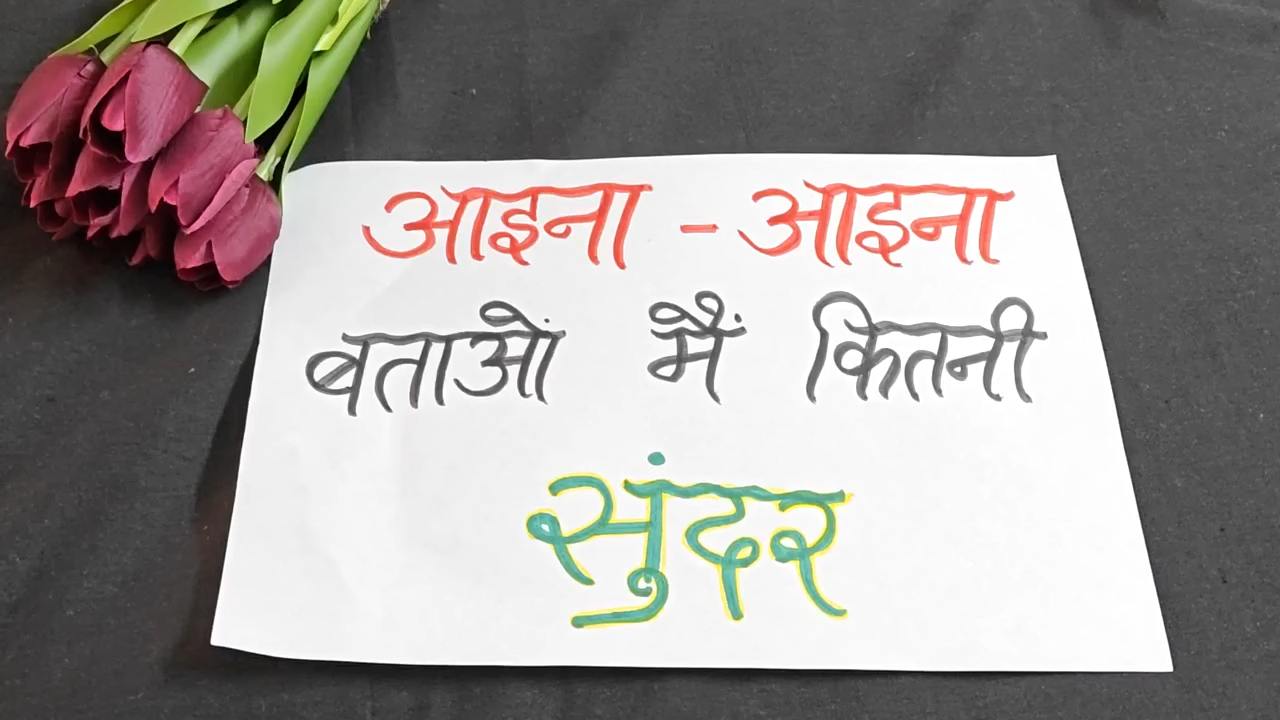 आइना - आइना
बताओं मैं कितनी
सुंदर